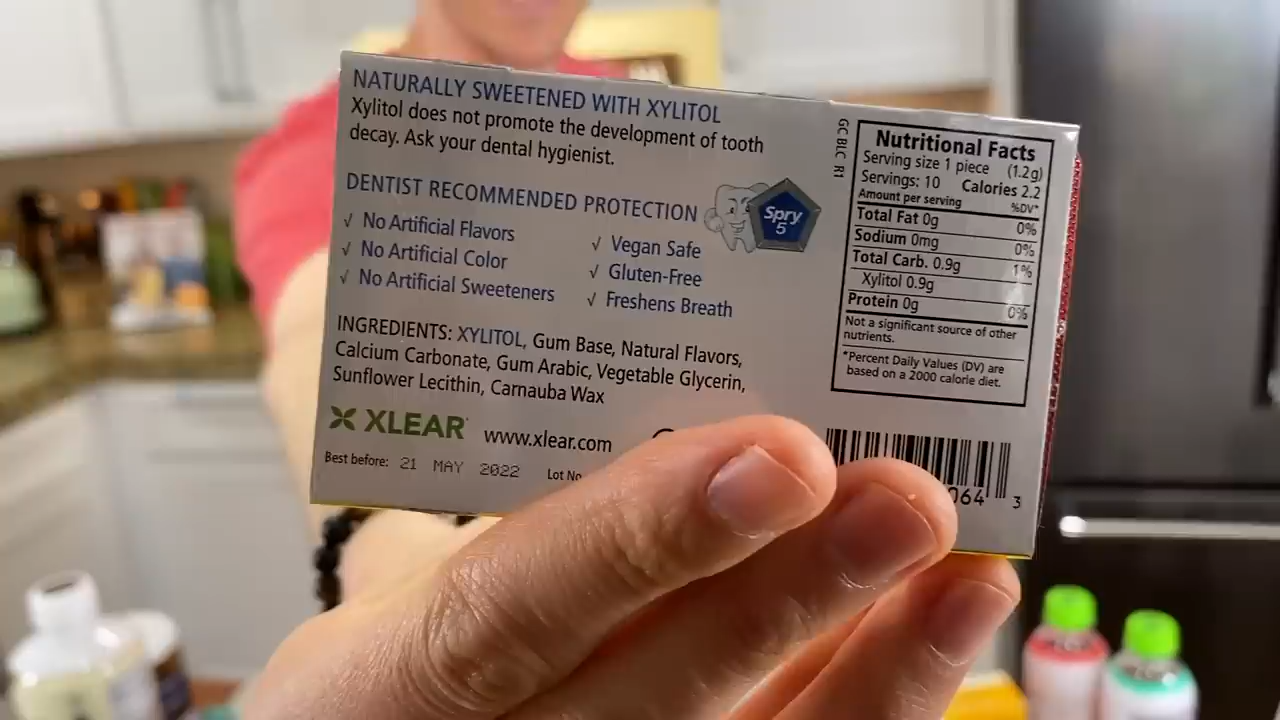 NATURALLY SWEETENED WITH XYLITOL
Xylitol does not promote the development of tooth
decay. Ask your dental hygienist.
DENTIST RECOMMENDED PROTECTION
Spry
5
√ No Artificial Flavors
√ No Artificial Color
√ No Artificial Sweeteners
√ Vegan Safe
√ Gluten-Free
√ Freshens Breath
INGREDIENTS: XYLITOL, Gum Base, Natural Flavors,
Calcium Carbonate, Gum Arabic, Vegetable Glycerin,
Sunflower Lecithin, Carnauba Wax
XLEAR www.xlear.com
Best before: 21 MAY 2022 Lot No
GC BLC R1
Nutritional Facts
Serving size 1 piece (1.2g)
Servings: 10 Calories 2.2
Amount per serving %DV*
Total Fat 0g 0%
Sodium 0mg 0%
Total Carb. 0.9g 1%
Xylitol 0.9g
Protein 0g 0%
Not a significant source of other
nutrients.
*Percent Daily Values (DV) are
based on a 2000 calorie diet.
064 3